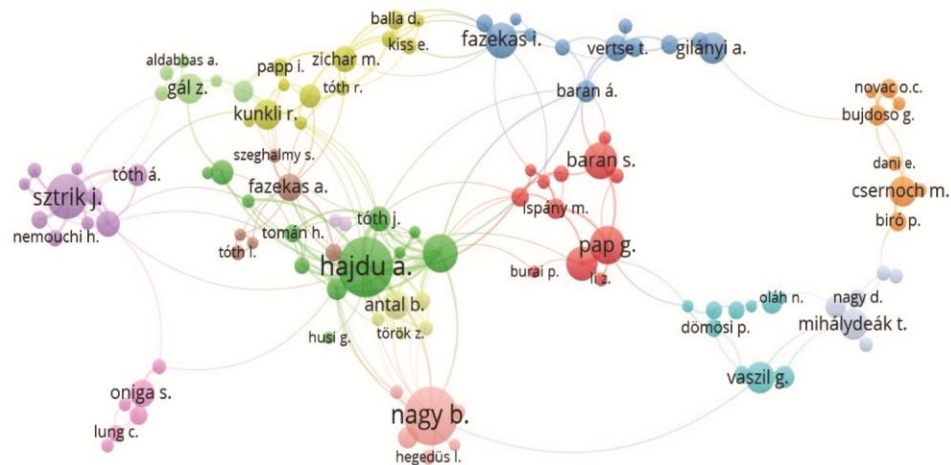 balla d.
fazekas i.
kiss e.
vertse t.
gilányi a.
aldabbas a.
papp i.
zichar m.
gál z.
tóth r.
baran á.
novac o.c.
kunkli r.
bujdoso g.
szeghalmy s.
baran s.
dani e.
tóth á.
fazekas a.
csernoch m.
sztrik j.
ispány m.
tóth j.
biró p.
nemouchi h.
tomán h.
tóth l.
pap g.
hajdu a.
burai p.
li z.
oláh n.
nagy d.
antal b.
dömösi p.
mihálydeák t.
husi g.
török z.
vaszil g.
oniga s.
nagy b.
lung c.
hegedüs l.